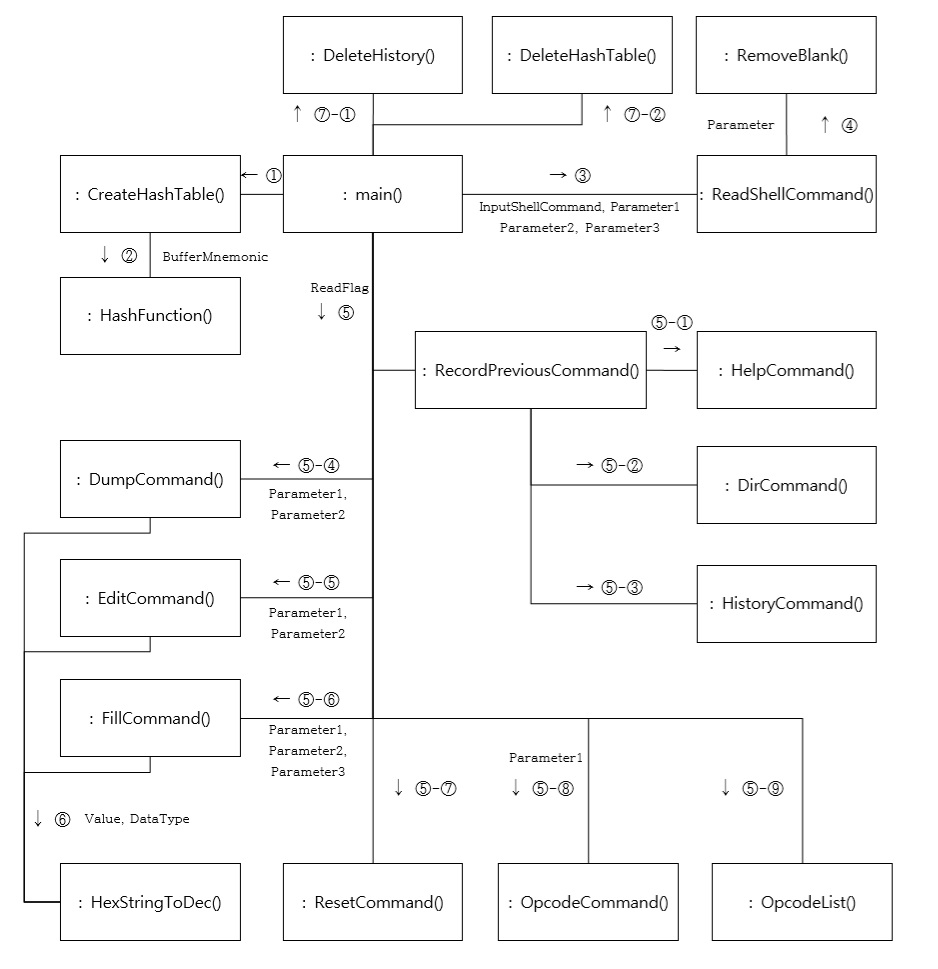 : DeleteHistory()
: DeleteHashTable()
: RemoveBlank()
↑ ⑦-①
↑ ⑦-②
Parameter
↑ ④
: CreateHashTable()
← ①
: main()
→ ③
: ReadShellCommand()
InputShellCommand, Parameter1
Parameter2, Parameter3
↓ ②
BufferMnemonic
: HashFunction()
ReadFlag
↓ ⑤
⑤-①
→
: RecordPreviousCommand()
: HelpCommand()
: DumpCommand()
← ⑤-④
Parameter1,
Parameter2
→ ⑤-②
: DirCommand()
: EditCommand()
← ⑤-⑤
Parameter1,
Parameter2
→ ⑤-③
: HistoryCommand()
: FillCommand()
← ⑤-⑥
Parameter1,
Parameter2,
Parameter3
Parameter1
↓ ⑤-⑦
↓ ⑤-⑧
↓ ⑤-⑨
↓ ⑥ Value, DataType
: HexStringToDec()
: ResetCommand()
: OpcodeCommand()
: OpcodeList()